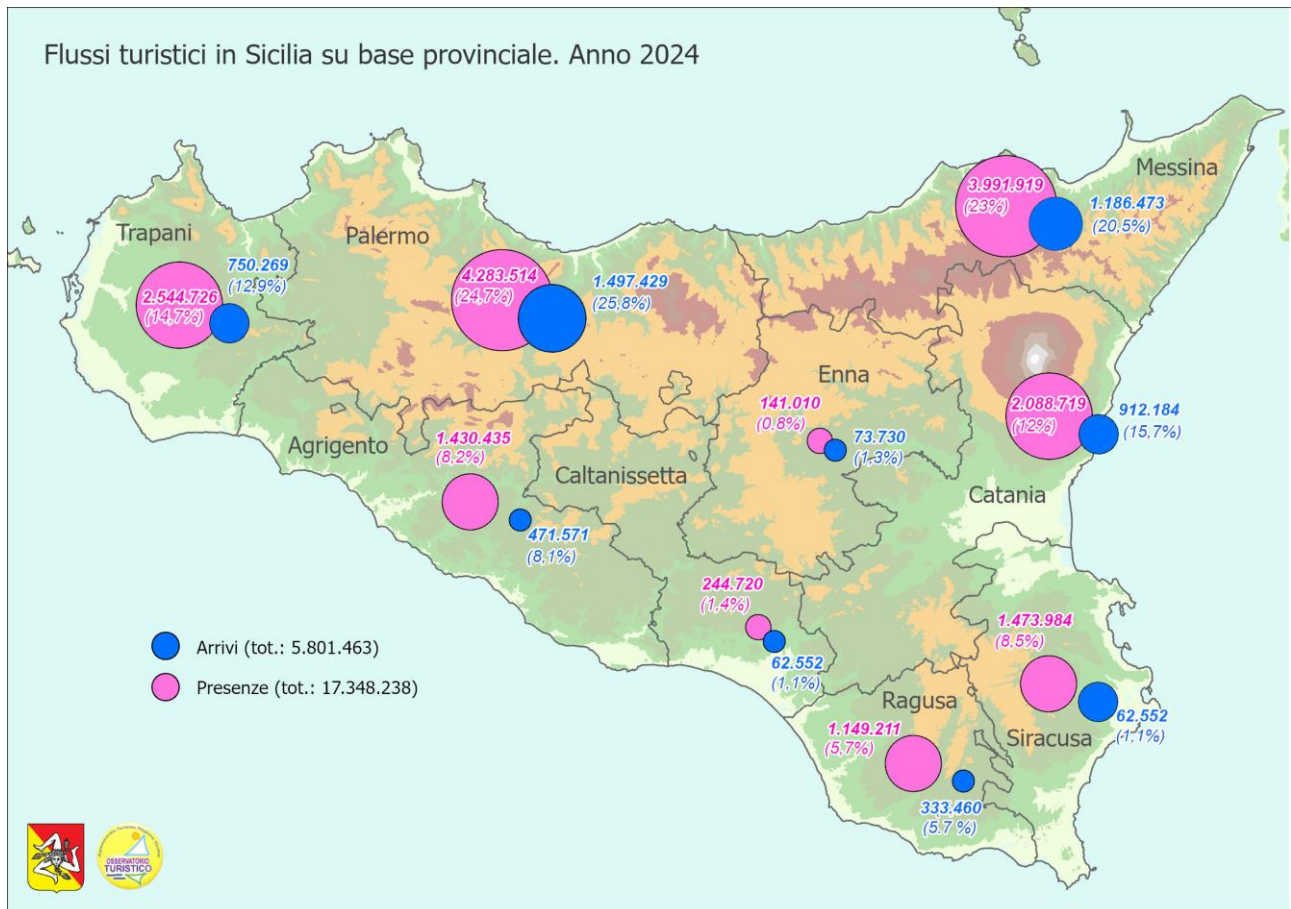 Flussi turistici in Sicilia su base provinciale. Anno 2024
Messina
3.991.919
(23%)
1.186.473
(20,5%)
Trapani
2.544.726
(14,7%)
750.269
(12,9%)
Palermo
4.283.514
(24,7%)
1.497.429
(25,8%)
Enna
141.010
(0,8%)
73.730
(1,3%)
2.088.719
(12%)
912.184
(15,7%)
Catania
Agrigento
1.430.435
(8,2%)
471.571
(8,1%)
Caltanissetta
244.720
(1,4%)
62.552
(1,1%)
1.473.984
(8,5%)
62.552
(1,1%)
Siracusa
Ragusa
1.149.211
(5,7%)
333.460
(5.7 %)
Arrivi (tot.: 5.801.463)
Presenze (tot.: 17.348.238)
OSSERVATORIO
TURISTICO